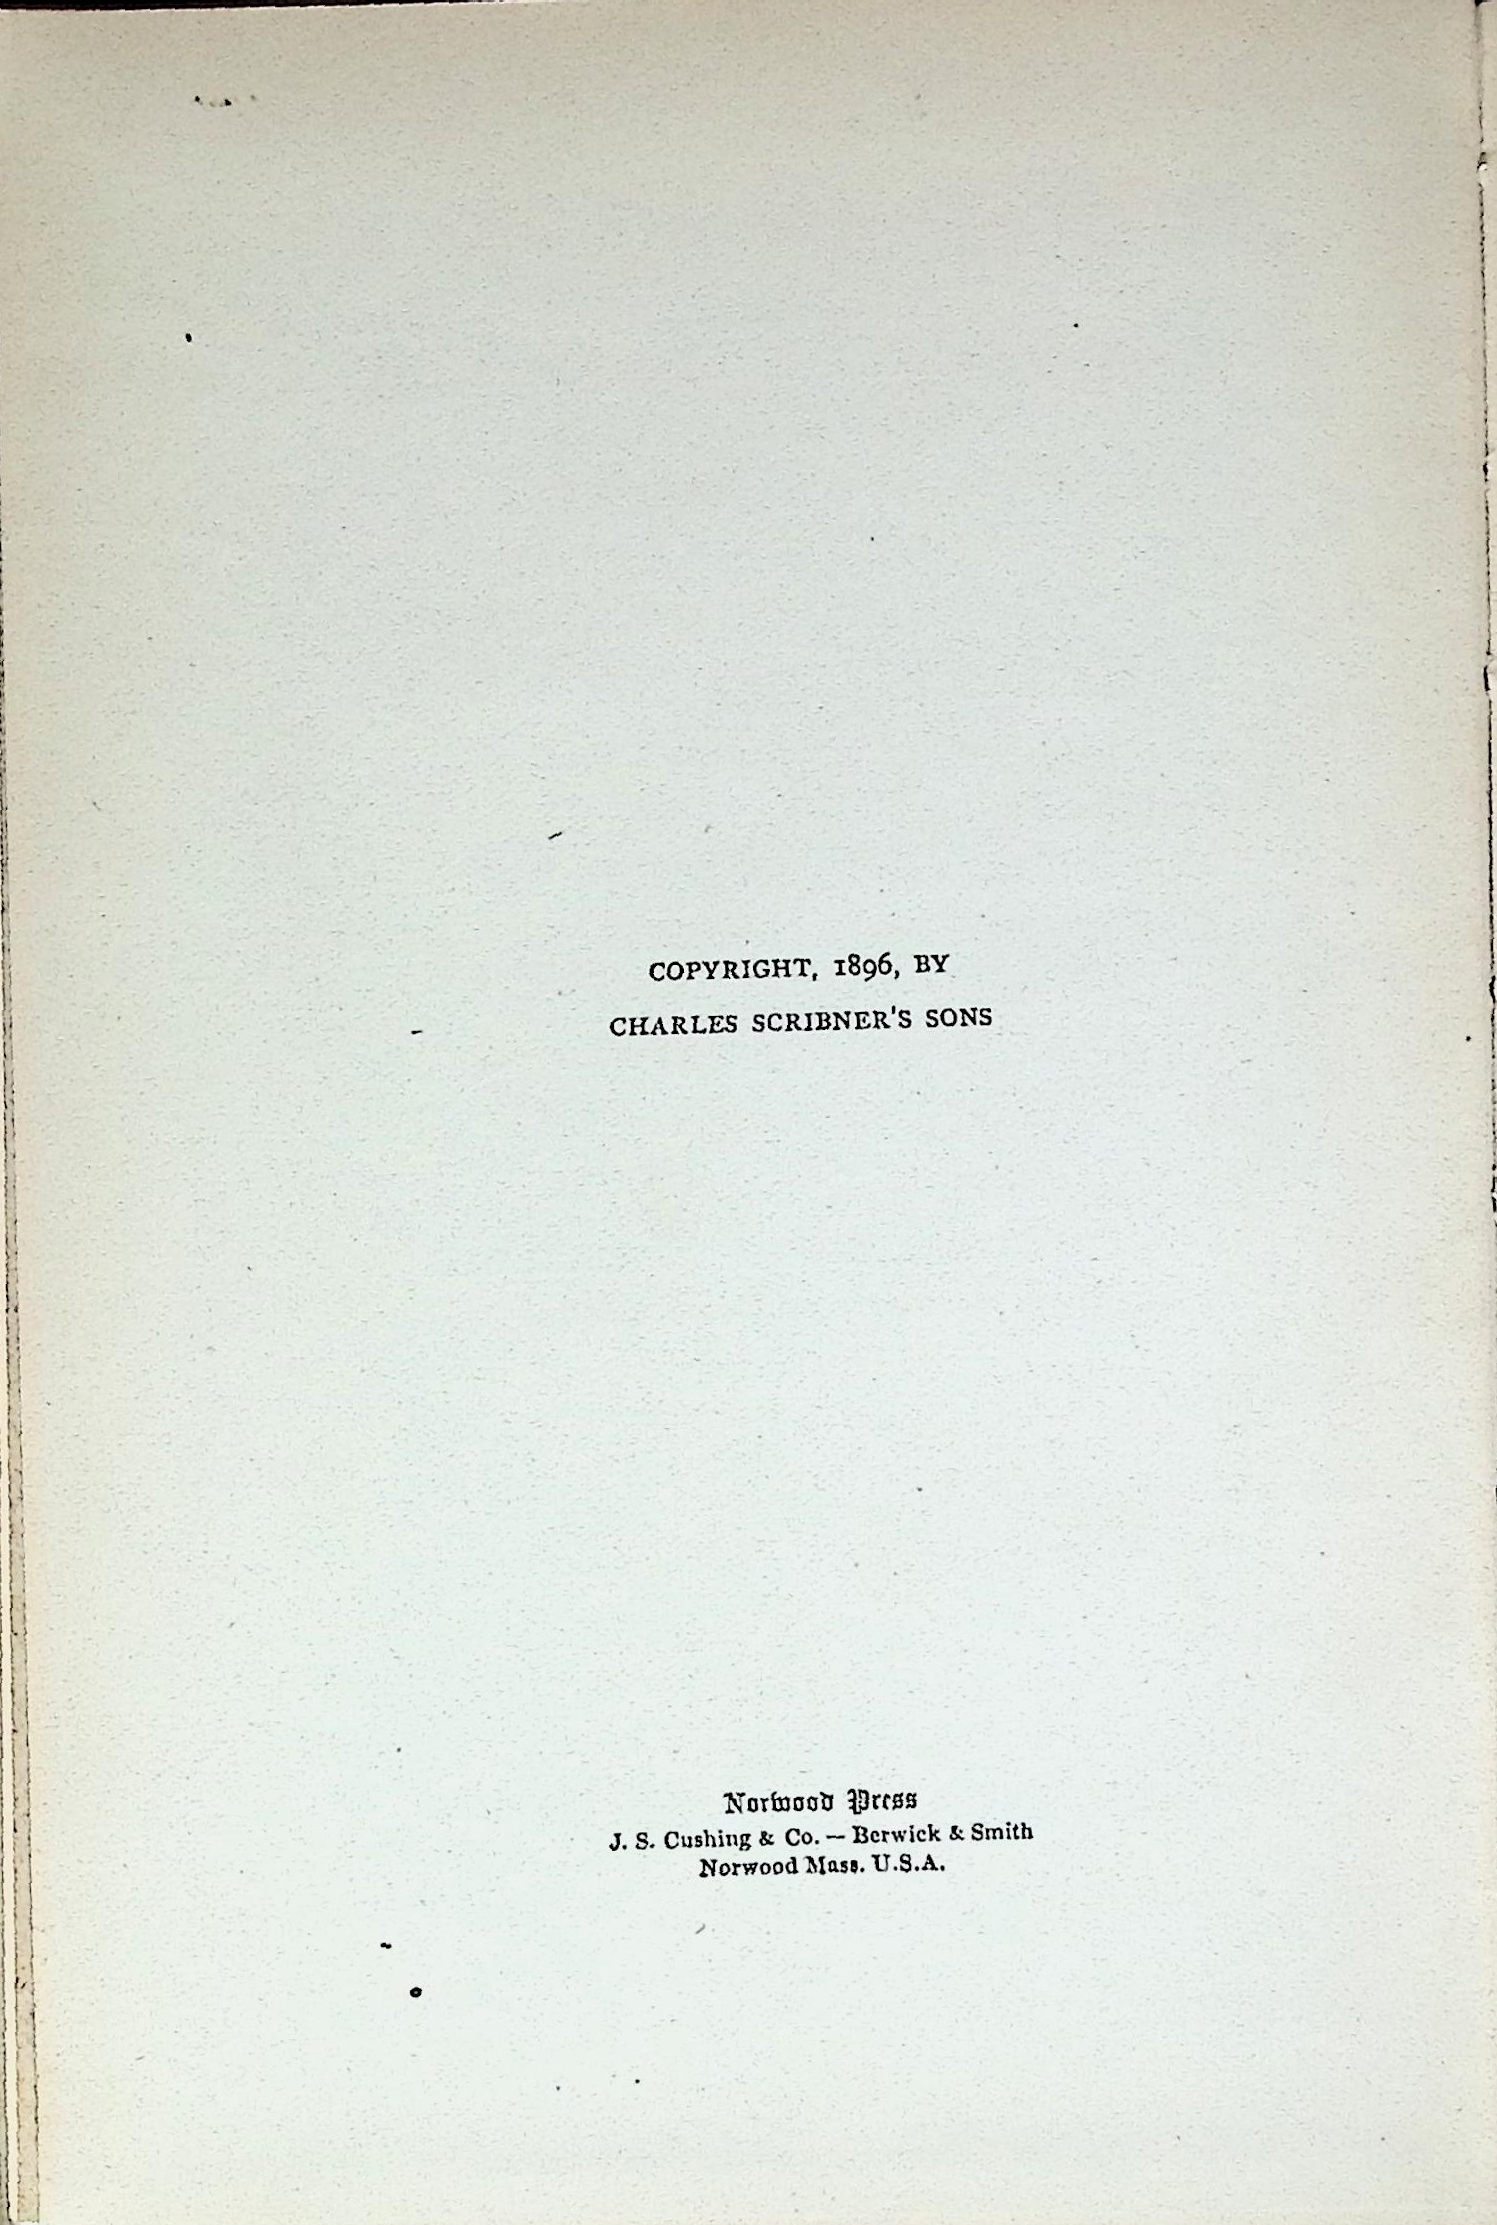 COPYRIGHT, 1896, BY
CHARLES SCRIBNER'S SONS
Norwood Press
J. S. Cushing & Co. — Berwick & Smith
Norwood Mass. U.S.A.